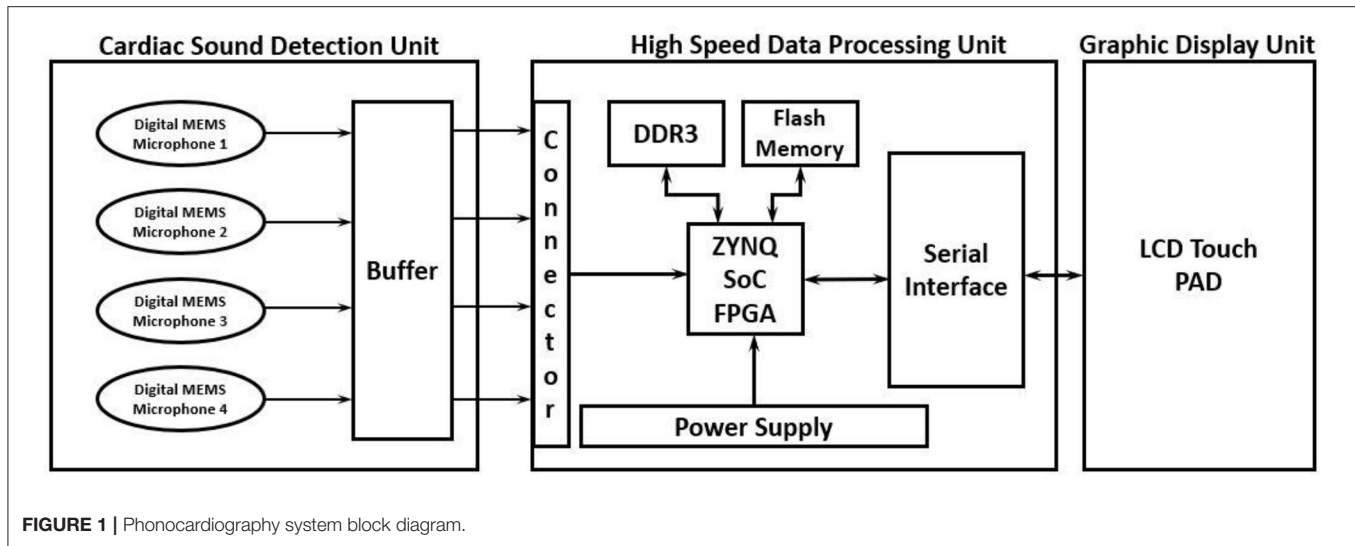 Cardiac Sound Detection Unit
High Speed Data Processing Unit
Graphic Display Unit
Digital MEMS
Microphone 1
Digital MEMS
Microphone 2
Digital MEMS
Microphone 3
Digital MEMS
Microphone 4
Buffer
C
o
n
n
e
c
t
o
r
DDR3
Flash
Memory
ZYNQ
SoC
FPGA
Serial
Interface
Power Supply
LCD Touch
PAD
FIGURE 1 | Phonocardiography system block diagram.